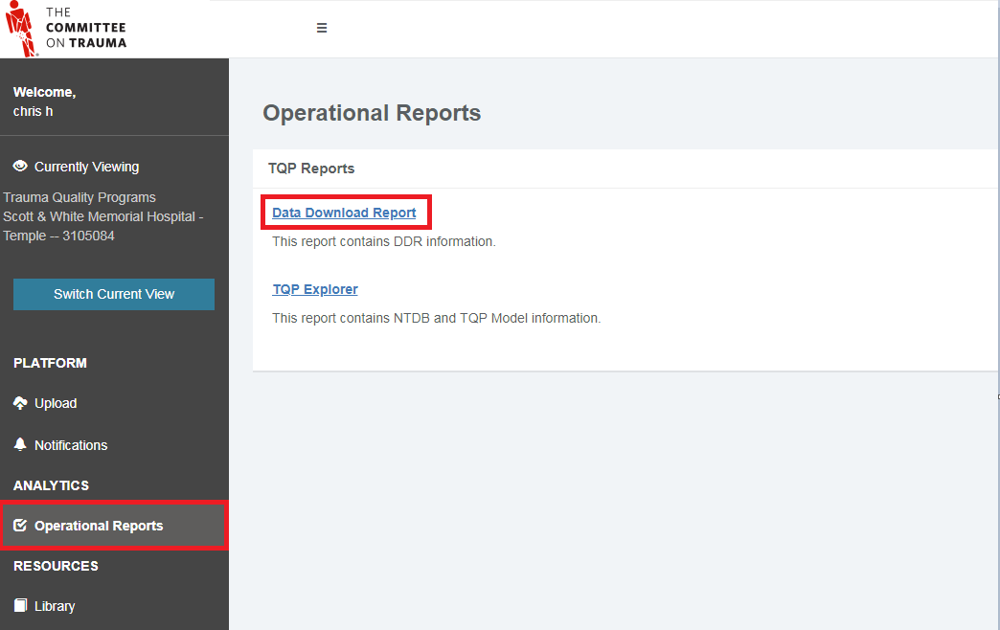 THE
COMMITTEE
ON TRAUMA
Welcome,
chris h
Currently Viewing
Trauma Quality Programs
Scott & White Memorial Hospital -
Temple -- 3105084
Switch Current View
PLATFORM
Upload
Notifications
ANALYTICS
Operational Reports
RESOURCES
Library
Operational Reports
TQP Reports
Data Download Report
This report contains DDR information.
TQP Explorer
This report contains NTDB and TQP Model information.